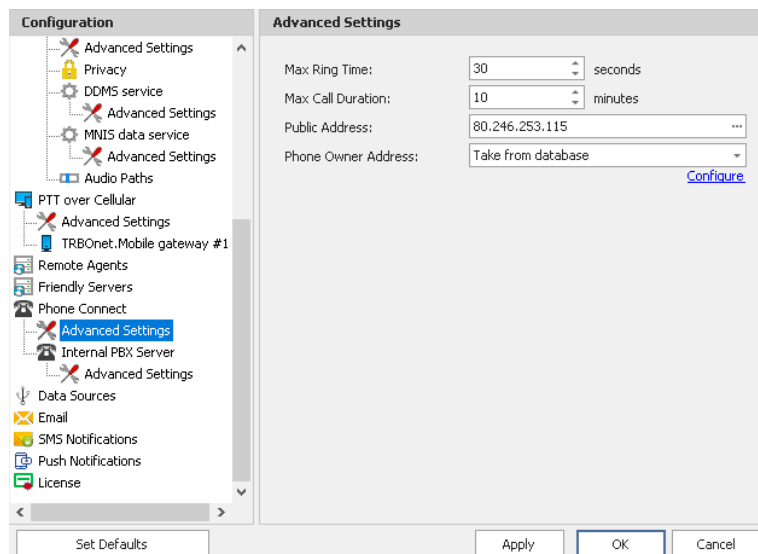 Configuration
Advanced Settings
Privacy
DDMS service
Advanced Settings
MNIS data service
Advanced Settings
Audio Paths
PTT over Cellular
Advanced Settings
TRBOnet.Mobile gateway #1
Remote Agents
Friendly Servers
Phone Connect
Advanced Settings
Internal PBX Server
Advanced Settings
Data Sources
Email
SMS Notifications
Push Notifications
License
Set Defaults
Advanced Settings
Max Ring Time: 30 seconds
Max Call Duration: 10 minutes
Public Address: 80.246.253.115 ...
Phone Owner Address: Take from database
Configure
Apply OK Cancel